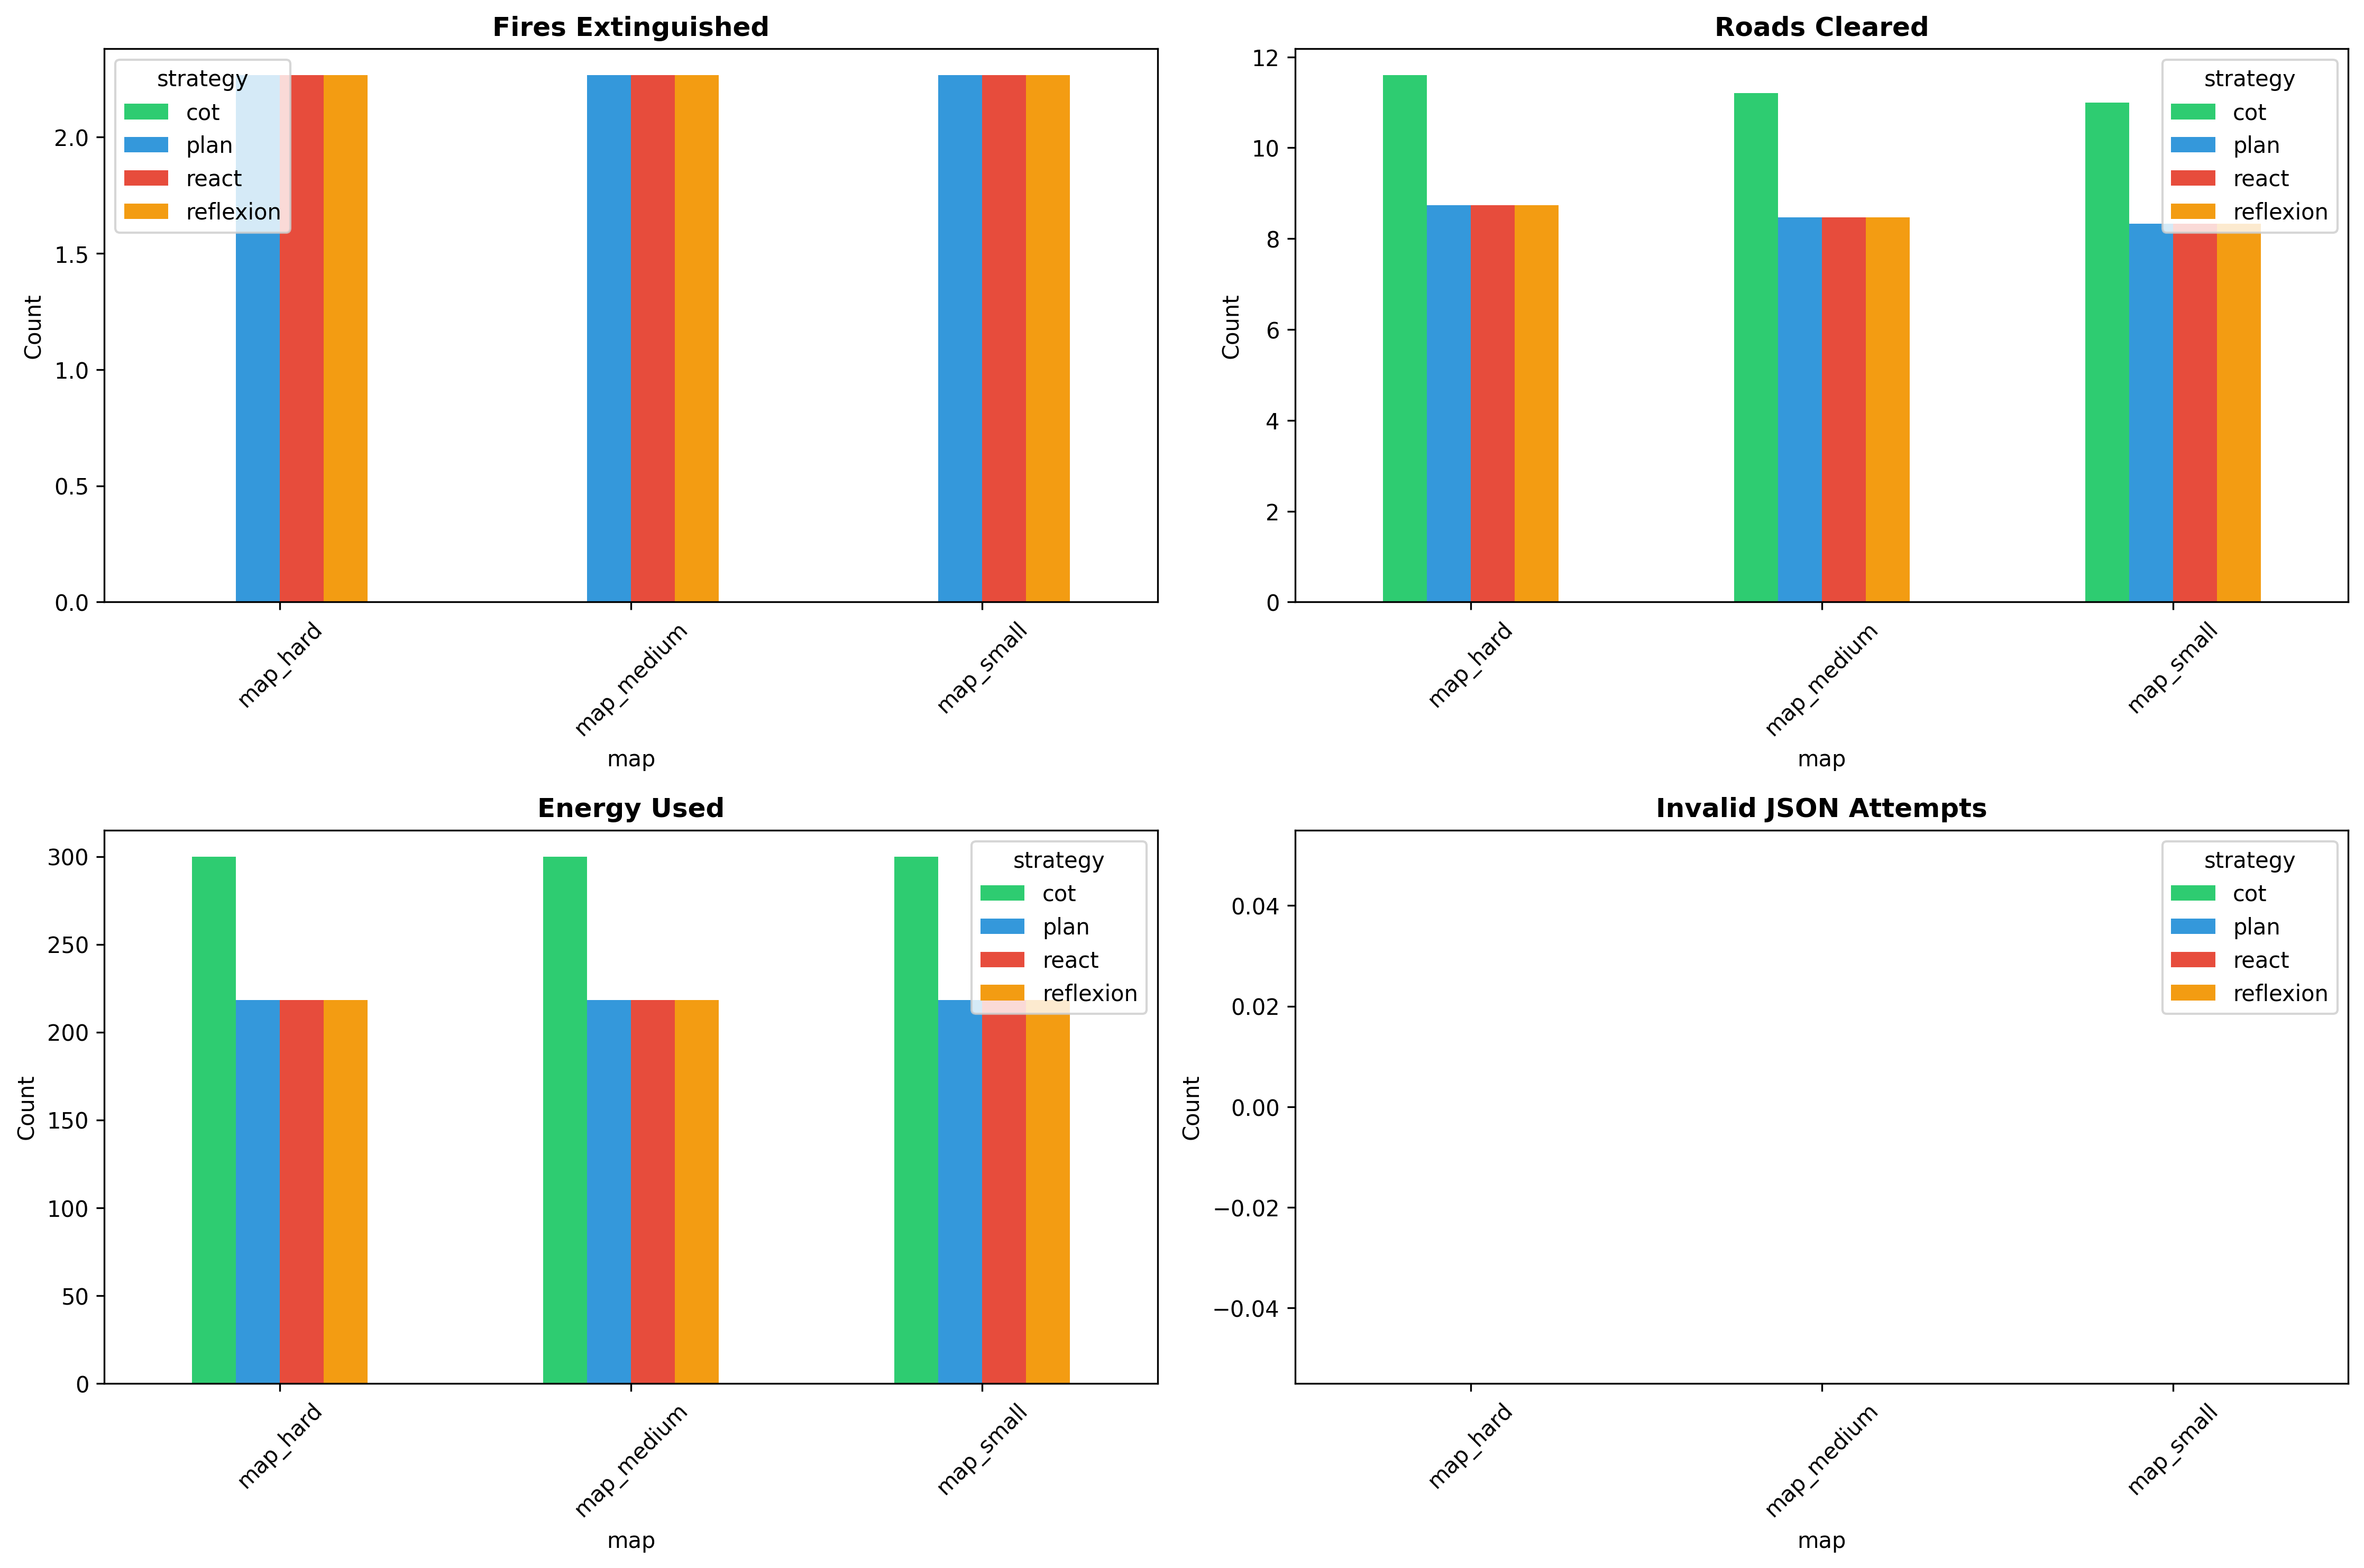 Fires Extinguished
Count
2.0
1.5
1.0
0.5
0.0
strategy
cot
plan
react
reflexion
map_hard
map_medium
map_small
map
Roads Cleared
Count
12
10
8
6
4
2
0
strategy
cot
plan
react
reflexion
map_hard
map_medium
map_small
map
Energy Used
Count
300
250
200
150
100
50
0
strategy
cot
plan
react
reflexion
map_hard
map_medium
map_small
map
Invalid JSON Attempts
Count
0.04
0.02
0.00
−0.02
−0.04
strategy
cot
plan
react
reflexion
map_hard
map_medium
map_small
map